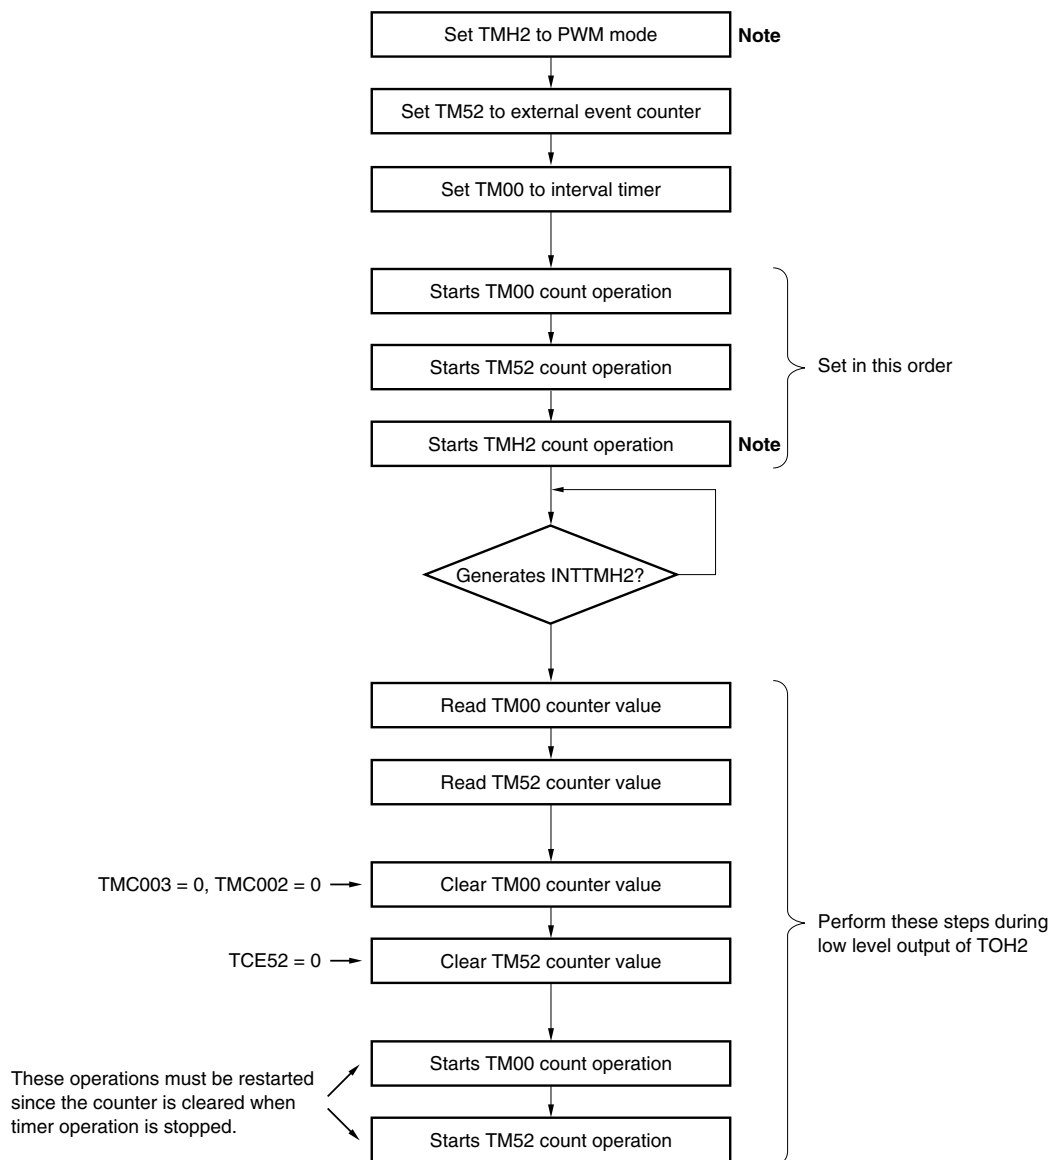 Set TMH2 to PWM mode
Note
Set TM52 to external event counter
Set TM00 to interval timer
Starts TM00 count operation
Starts TM52 count operation
Set in this order
Starts TMH2 count operation
Note
Generates INTTMH2?
Read TM00 counter value
Read TM52 counter value
TMC003 = 0, TMC002 = 0
Clear TM00 counter value
Perform these steps during
low level output of TOH2
TCE52 = 0
Clear TM52 counter value
Starts TM00 count operation
These operations must be restarted
since the counter is cleared when
timer operation is stopped.
Starts TM52 count operation